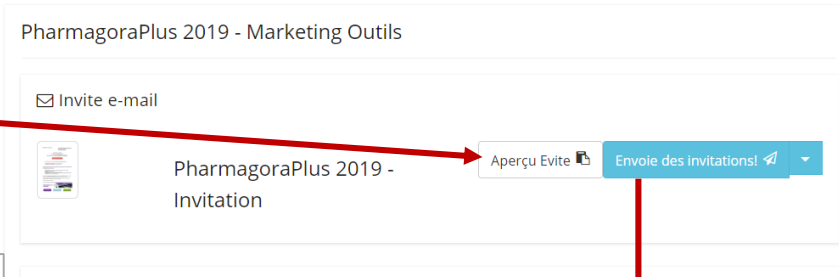 PharmagoraPlus 2019 - Marketing Outils
Invite e-mail
PharmagoraPlus 2019 -
Invitation
Aperçu Evite
Envoie des invitations!